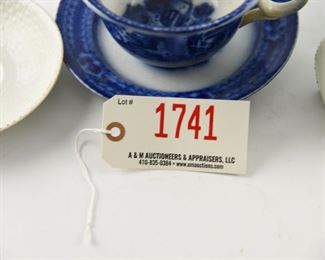 Lot #
1741
A & M AUCTIONEERS & APPRAISERS, LLC
410-835-0384 • www.amauctions.com